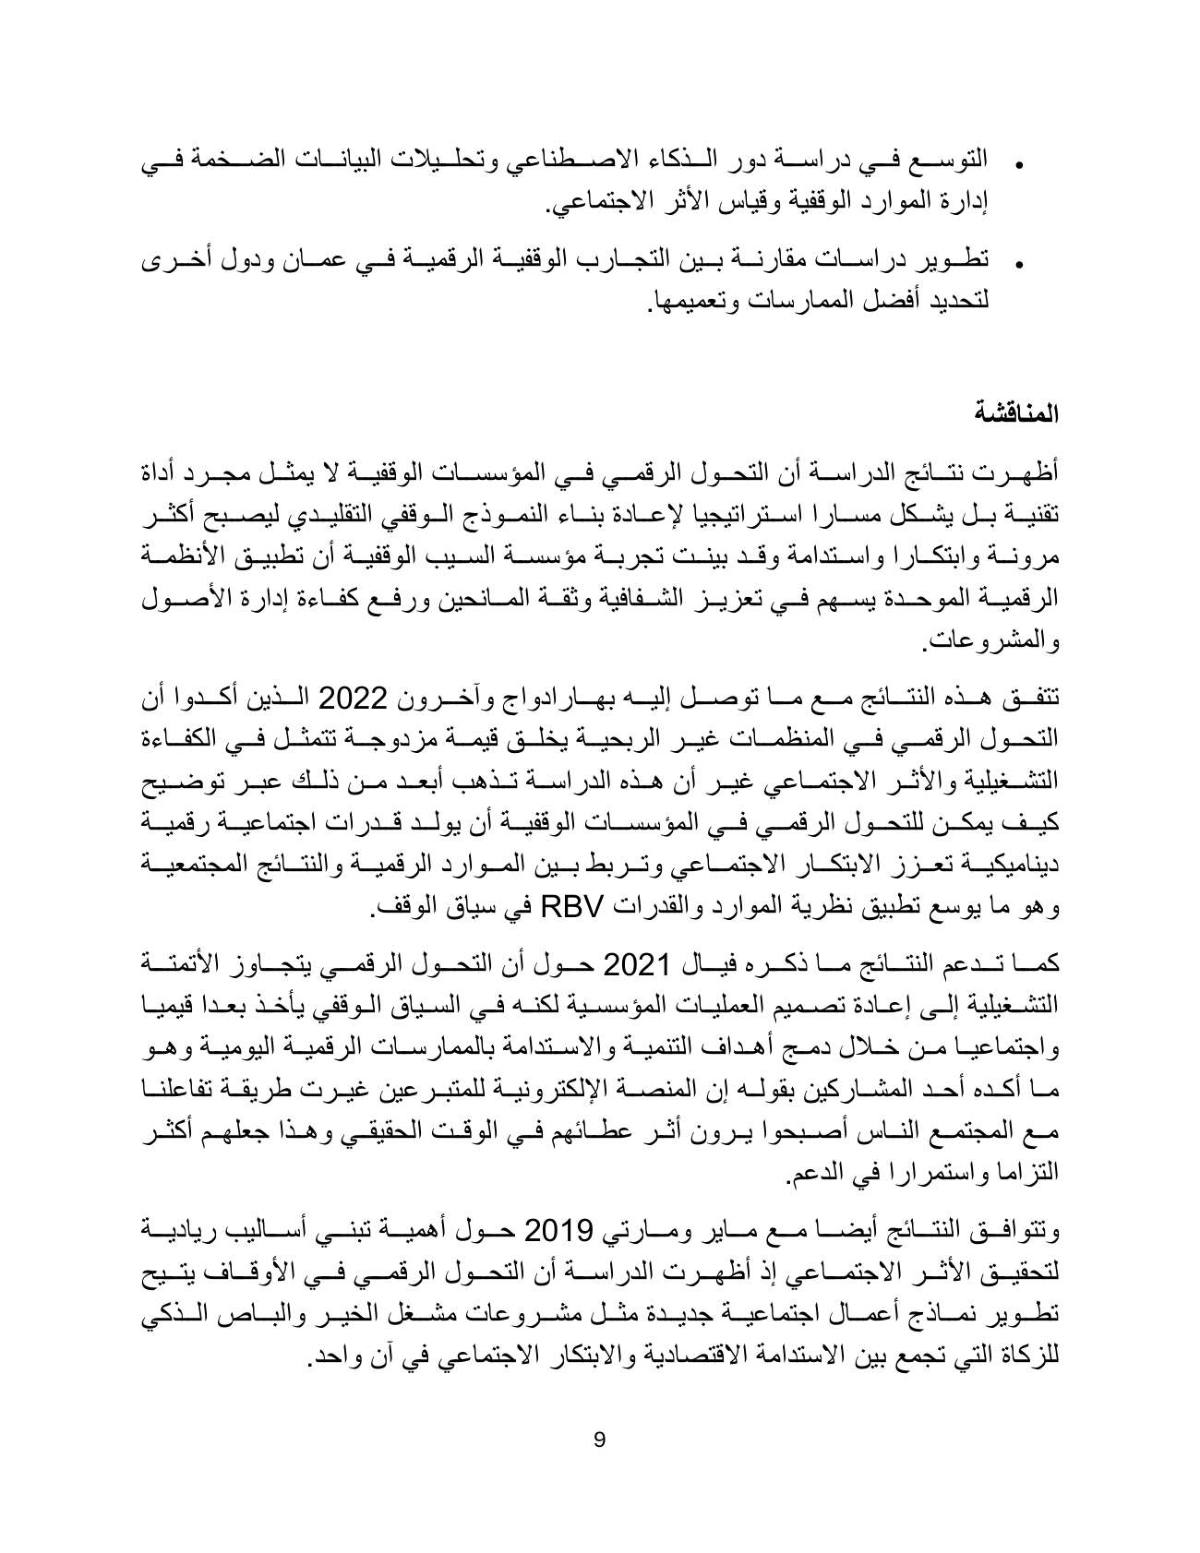 • التوسع في دراسة دور الذكاء الاصطناعي وتحليلات البيانات الضخمة في
إدارة الموارد الوقفية وقياس الأثر الاجتماعي.
• تطوير دراسات مقارنة بين التجارب الوقفية الرقمية في عمان ودول أخرى
لتحديد أفضل الممارسات وتعميمها.
المناقشة
أظهرت نتائج الدراسة أن التحول الرقمي في المؤسسات الوقفية لا يمثل مجرد أداة
تقنية بل يشكل مسارا استراتيجيا لإعادة بناء النموذج الوقفي التقليدي ليصبح أكثر
مرونة وابتكارا واستدامة وقد بينت تجربة مؤسسة السيب الوقفية أن تطبيق الأنظمة
الرقمية الموحدة يسهم في تعزيز الشفافية وثقة المانحين ورفع كفاءة إدارة الأصول
والمشروعات.
تتفق هذه النتائج مع ما توصل إليه بهارادواج وآخرون 2022 الذين أكدوا أن
التحول الرقمي في المنظمات غير الربحية يخلق قيمة مزدوجة تتمثل في الكفاءة
التشغيلية والأثر الاجتماعي غير أن هذه الدراسة تذهب أبعد من ذلك عبر توضيح
كيف يمكن للتحول الرقمي في المؤسسات الوقفية أن يولد قدرات اجتماعية رقمية
ديناميكية تعزز الابتكار الاجتماعي وتربط بين الموارد الرقمية والنتائج المجتمعية
وهو ما يوسع تطبيق نظرية الموارد والقدرات RBV في سياق الوقف.
كما تدعم النتائج ما ذكره فيال 2021 حول أن التحول الرقمي يتجاوز الأتمتة
التشغيلية إلى إعادة تصميم العمليات المؤسسية لكنه في السياق الوقفي يأخذ بعدا قيميا
واجتماعيا من خلال دمج أهداف التنمية والاستدامة بالممارسات الرقمية اليومية وهو
ما أكده أحد المشاركين بقوله إن المنصة الإلكترونية للمتبرعين غيرت طريقة تفاعلنا
مع المجتمع الناس أصبحوا يرون أثر عطائهم في الوقت الحقيقي وهذا جعلهم أكثر
التزاما واستمرارا في الدعم.
وتتوافق النتائج أيضا مع ماير ومارتي 2019 حول أهمية تبني أساليب ريادية
لتحقيق الأثر الاجتماعي إذ أظهرت الدراسة أن التحول الرقمي في الأوقاف يتيح
تطوير نماذج أعمال اجتماعية جديدة مثل مشروعات مشغل الخير والباص الذكي
للزكاة التي تجمع بين الاستدامة الاقتصادية والابتكار الاجتماعي في آن واحد.
9